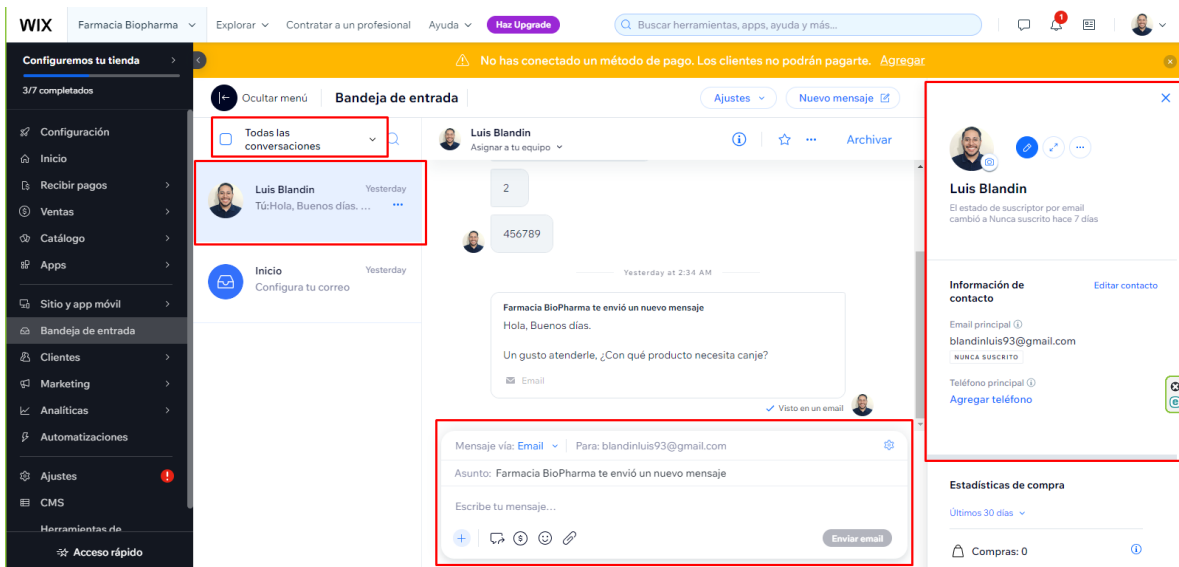 WIX Farmacia Biopharma Explorar Contratar a un profesional Ayuda Haz Upgrade Buscar herramientas, apps, ayuda y más... 1
Configuremos tu tienda
3/7 completados
Configuración
Inicio
Recibir pagos
Ventas
Catálogo
Apps
Sitio y app móvil
Bandeja de entrada
Clientes
Marketing
Analíticas
Automatizaciones
Ajustes
CMS
Herramientas de
Acceso rápido
No has conectado un método de pago. Los clientes no podrán pagarte. Agregar
Ocultar menú Bandeja de entrada Ajustes Nuevo mensaje
Todas las
conversaciones
Luis Blandin Yesterday
Tú:Hola, Buenos días. ...
Inicio Yesterday
Configura tu correo
Luis Blandin
Asignar a tu equipo
Archivar
2
456789
Yesterday at 2:34 AM
Farmacia BioPharma te envió un nuevo mensaje
Hola, Buenos días.
Un gusto atenderle, ¿Con qué producto necesita canje?
Email
Visto en un email
Mensaje vía: Email Para: blandinluis93@gmail.com
Asunto: Farmacia BioPharma te envió un nuevo mensaje
Escribe tu mensaje...
Enviar email
Luis Blandin
El estado de suscriptor por email
cambió a Nunca suscrito hace 7 días
Información de
contacto
Editar contacto
Email principal
blandinluis93@gmail.com
NUNCA SUSCRITO
Teléfono principal
Agregar teléfono
Estadísticas de compra
Últimos 30 días
Compras: 0